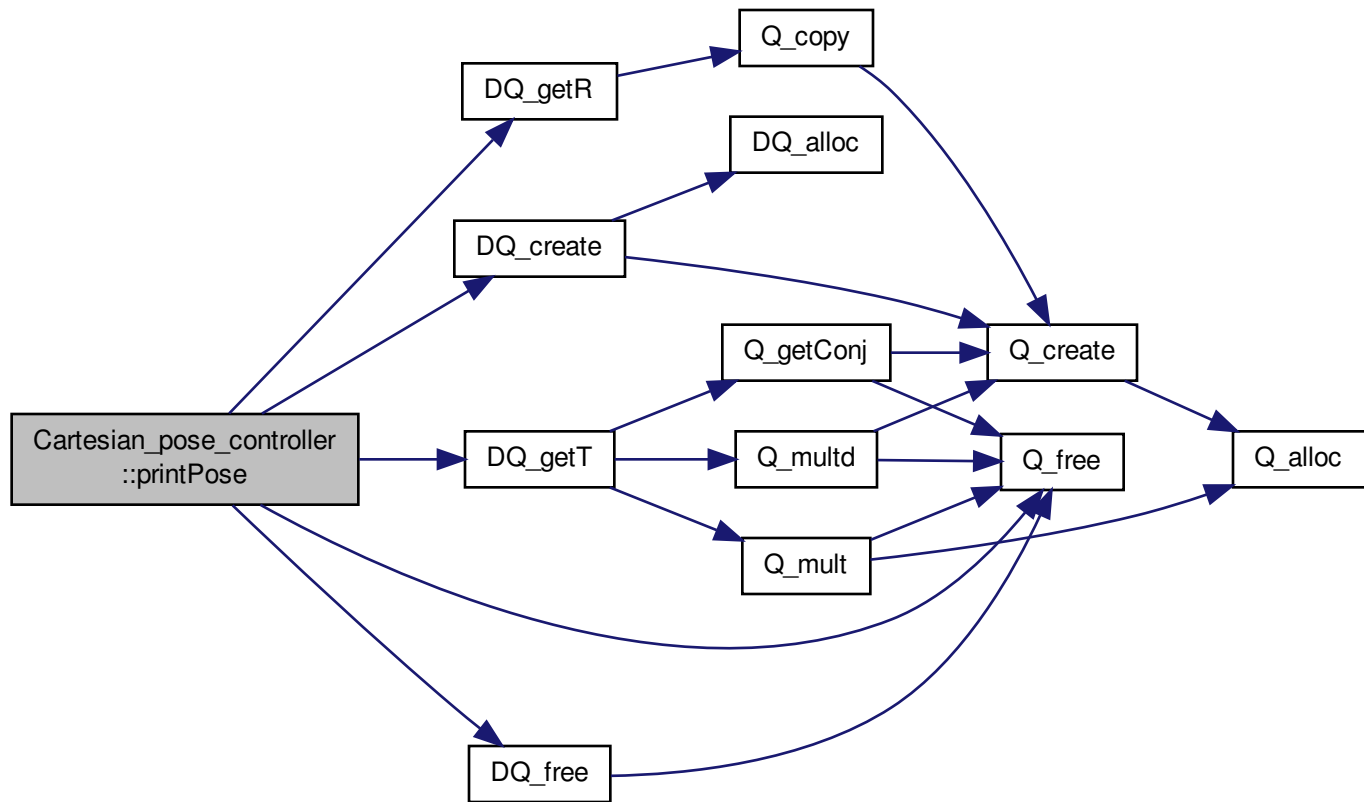 Q_copy
DQ_getR
DQ_alloc
DQ_create
Q_getConj
Q_create
Cartesian_pose_controller
::printPose
DQ_getT
Q_multd
Q_free
Q_alloc
Q_mult
DQ_free